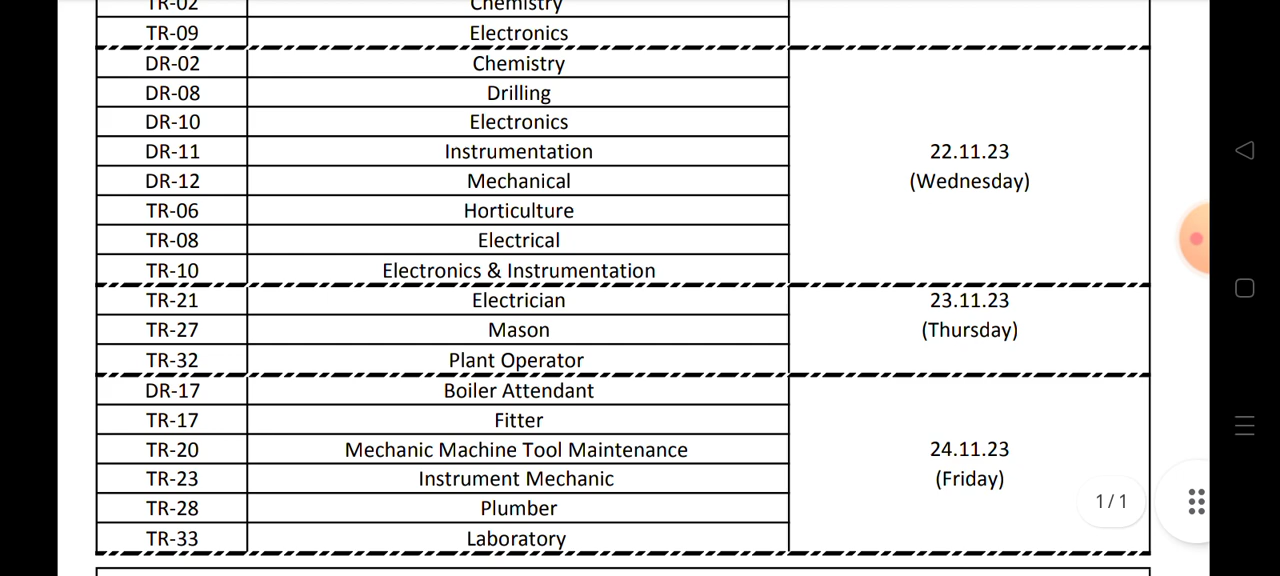 TR-02 Chemistry
TR-09 Electronics
DR-02 Chemistry
DR-08 Drilling
DR-10 Electronics
DR-11 Instrumentation 22.11.23
DR-12 Mechanical (Wednesday)
TR-06 Horticulture
TR-08 Electrical
TR-10 Electronics & Instrumentation
TR-21 Electrician 23.11.23
TR-27 Mason (Thursday)
TR-32 Plant Operator
DR-17 Boiler Attendant
TR-17 Fitter
TR-20 Mechanic Machine Tool Maintenance 24.11.23
TR-23 Instrument Mechanic (Friday)
TR-28 Plumber
TR-33 Laboratory
1/1